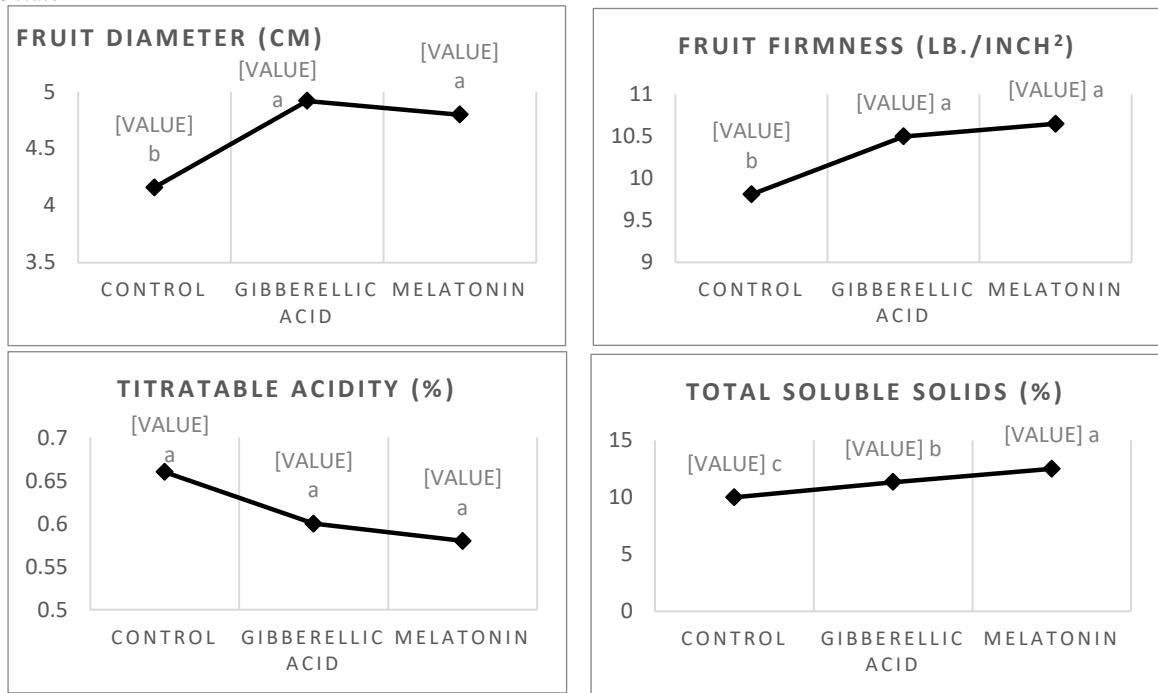 FRUIT DIAMETER (CM)
[VALUE]
a
[VALUE]
a
[VALUE]
b
5
4.5
4
3.5
CONTROL GIBBERELLIC ACID MELATONIN
FRUIT FIRMNESS (LB./INCH²)
[VALUE] a
[VALUE] a
[VALUE]
b
11
10.5
10
9.5
9
CONTROL GIBBERELLIC ACID MELATONIN
TITRATABLE ACIDITY (%)
[VALUE]
a
[VALUE]
a
[VALUE]
a
0.7
0.65
0.6
0.55
0.5
CONTROL GIBBERELLIC ACID MELATONIN
TOTAL SOLUBLE SOLIDS (%)
[VALUE] c
[VALUE] b
[VALUE] a
15
10
5
0
CONTROL GIBBERELLIC ACID MELATONIN